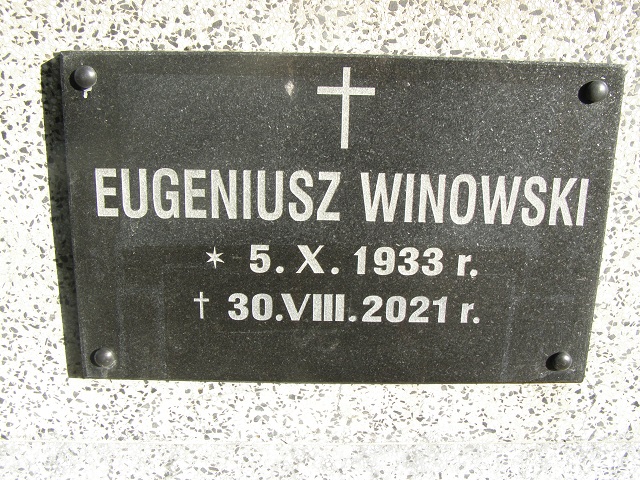 EUGENIUSZ WINOWSKI
* 5. X. 1933 r.
† 30.VIII.2021 r.